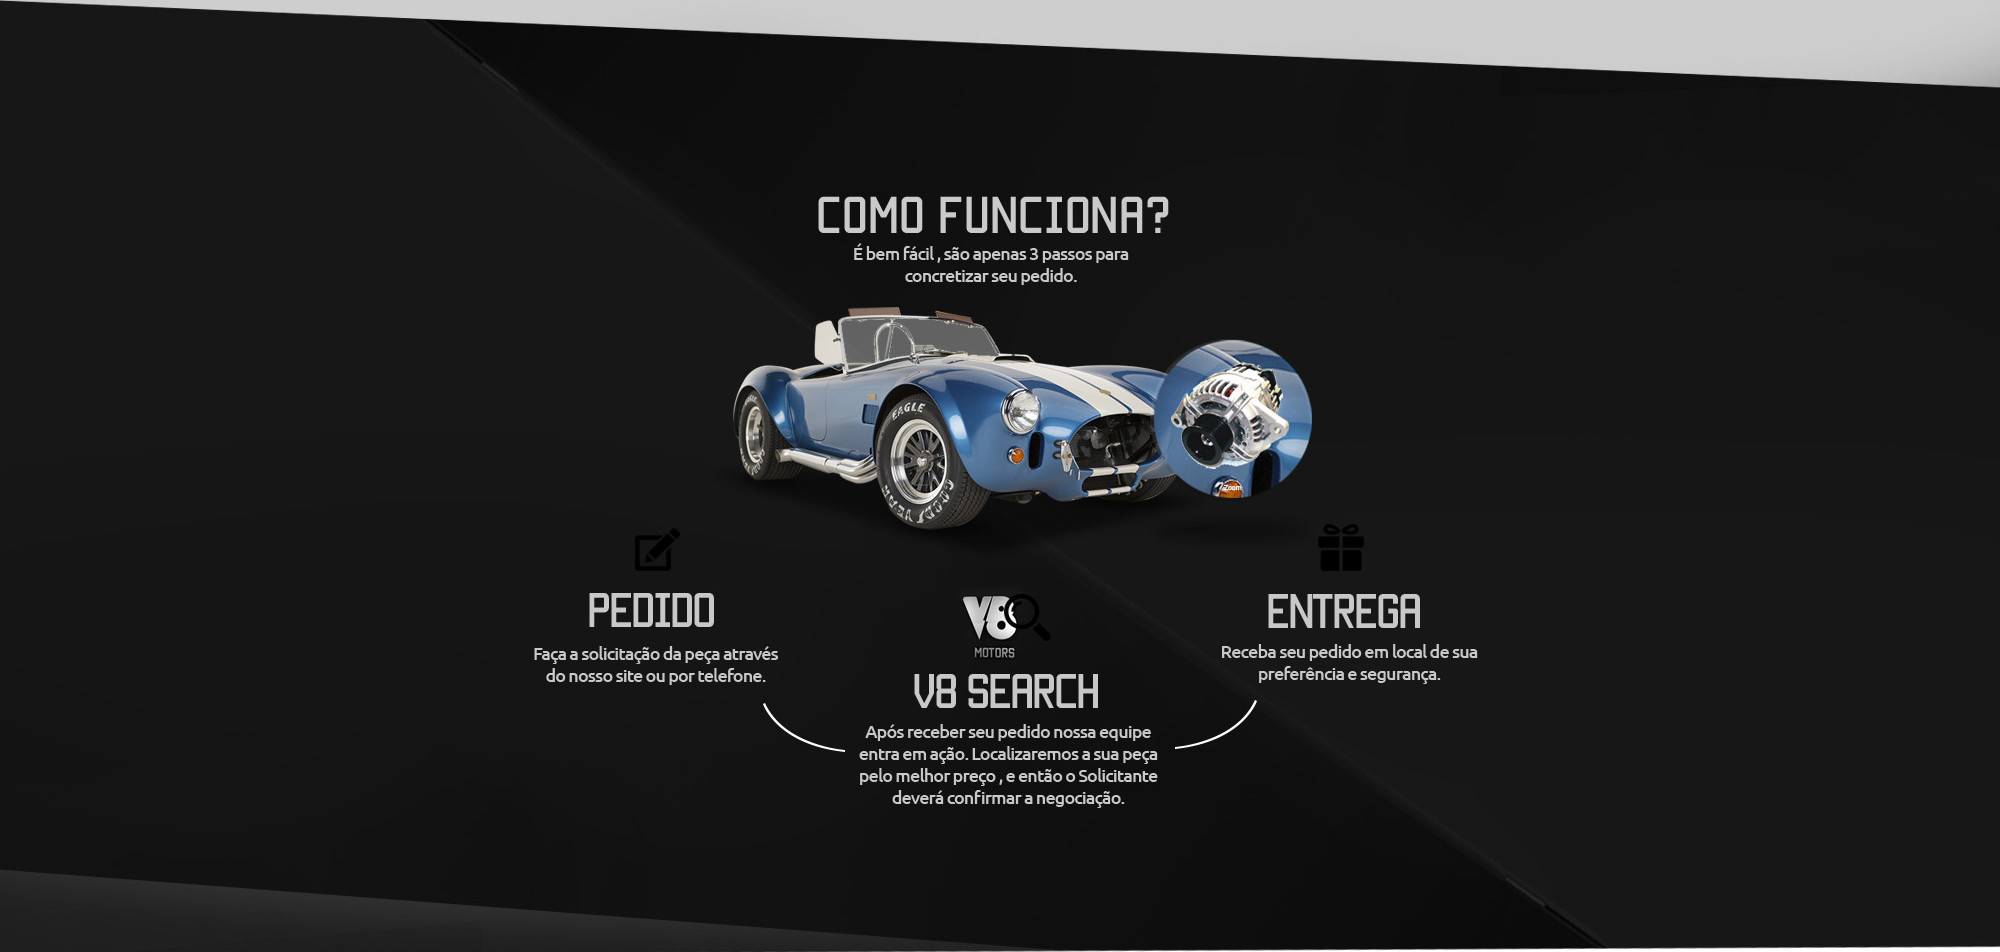 COMO FUNCIONA?
É bem fácil , são apenas 3 passos para
concretizar seu pedido.
EAGLE
GOODYEAR
Zoom
PEDIDO
Faça a solicitação da peça através
do nosso site ou por telefone.
V8
MOTORS
V8 SEARCH
Após receber seu pedido nossa equipe
entra em ação. Localizaremos a sua peça
pelo melhor preço , e então o Solicitante
deverá confirmar a negociação.
ENTREGA
Receba seu pedido em local de sua
preferência e segurança.